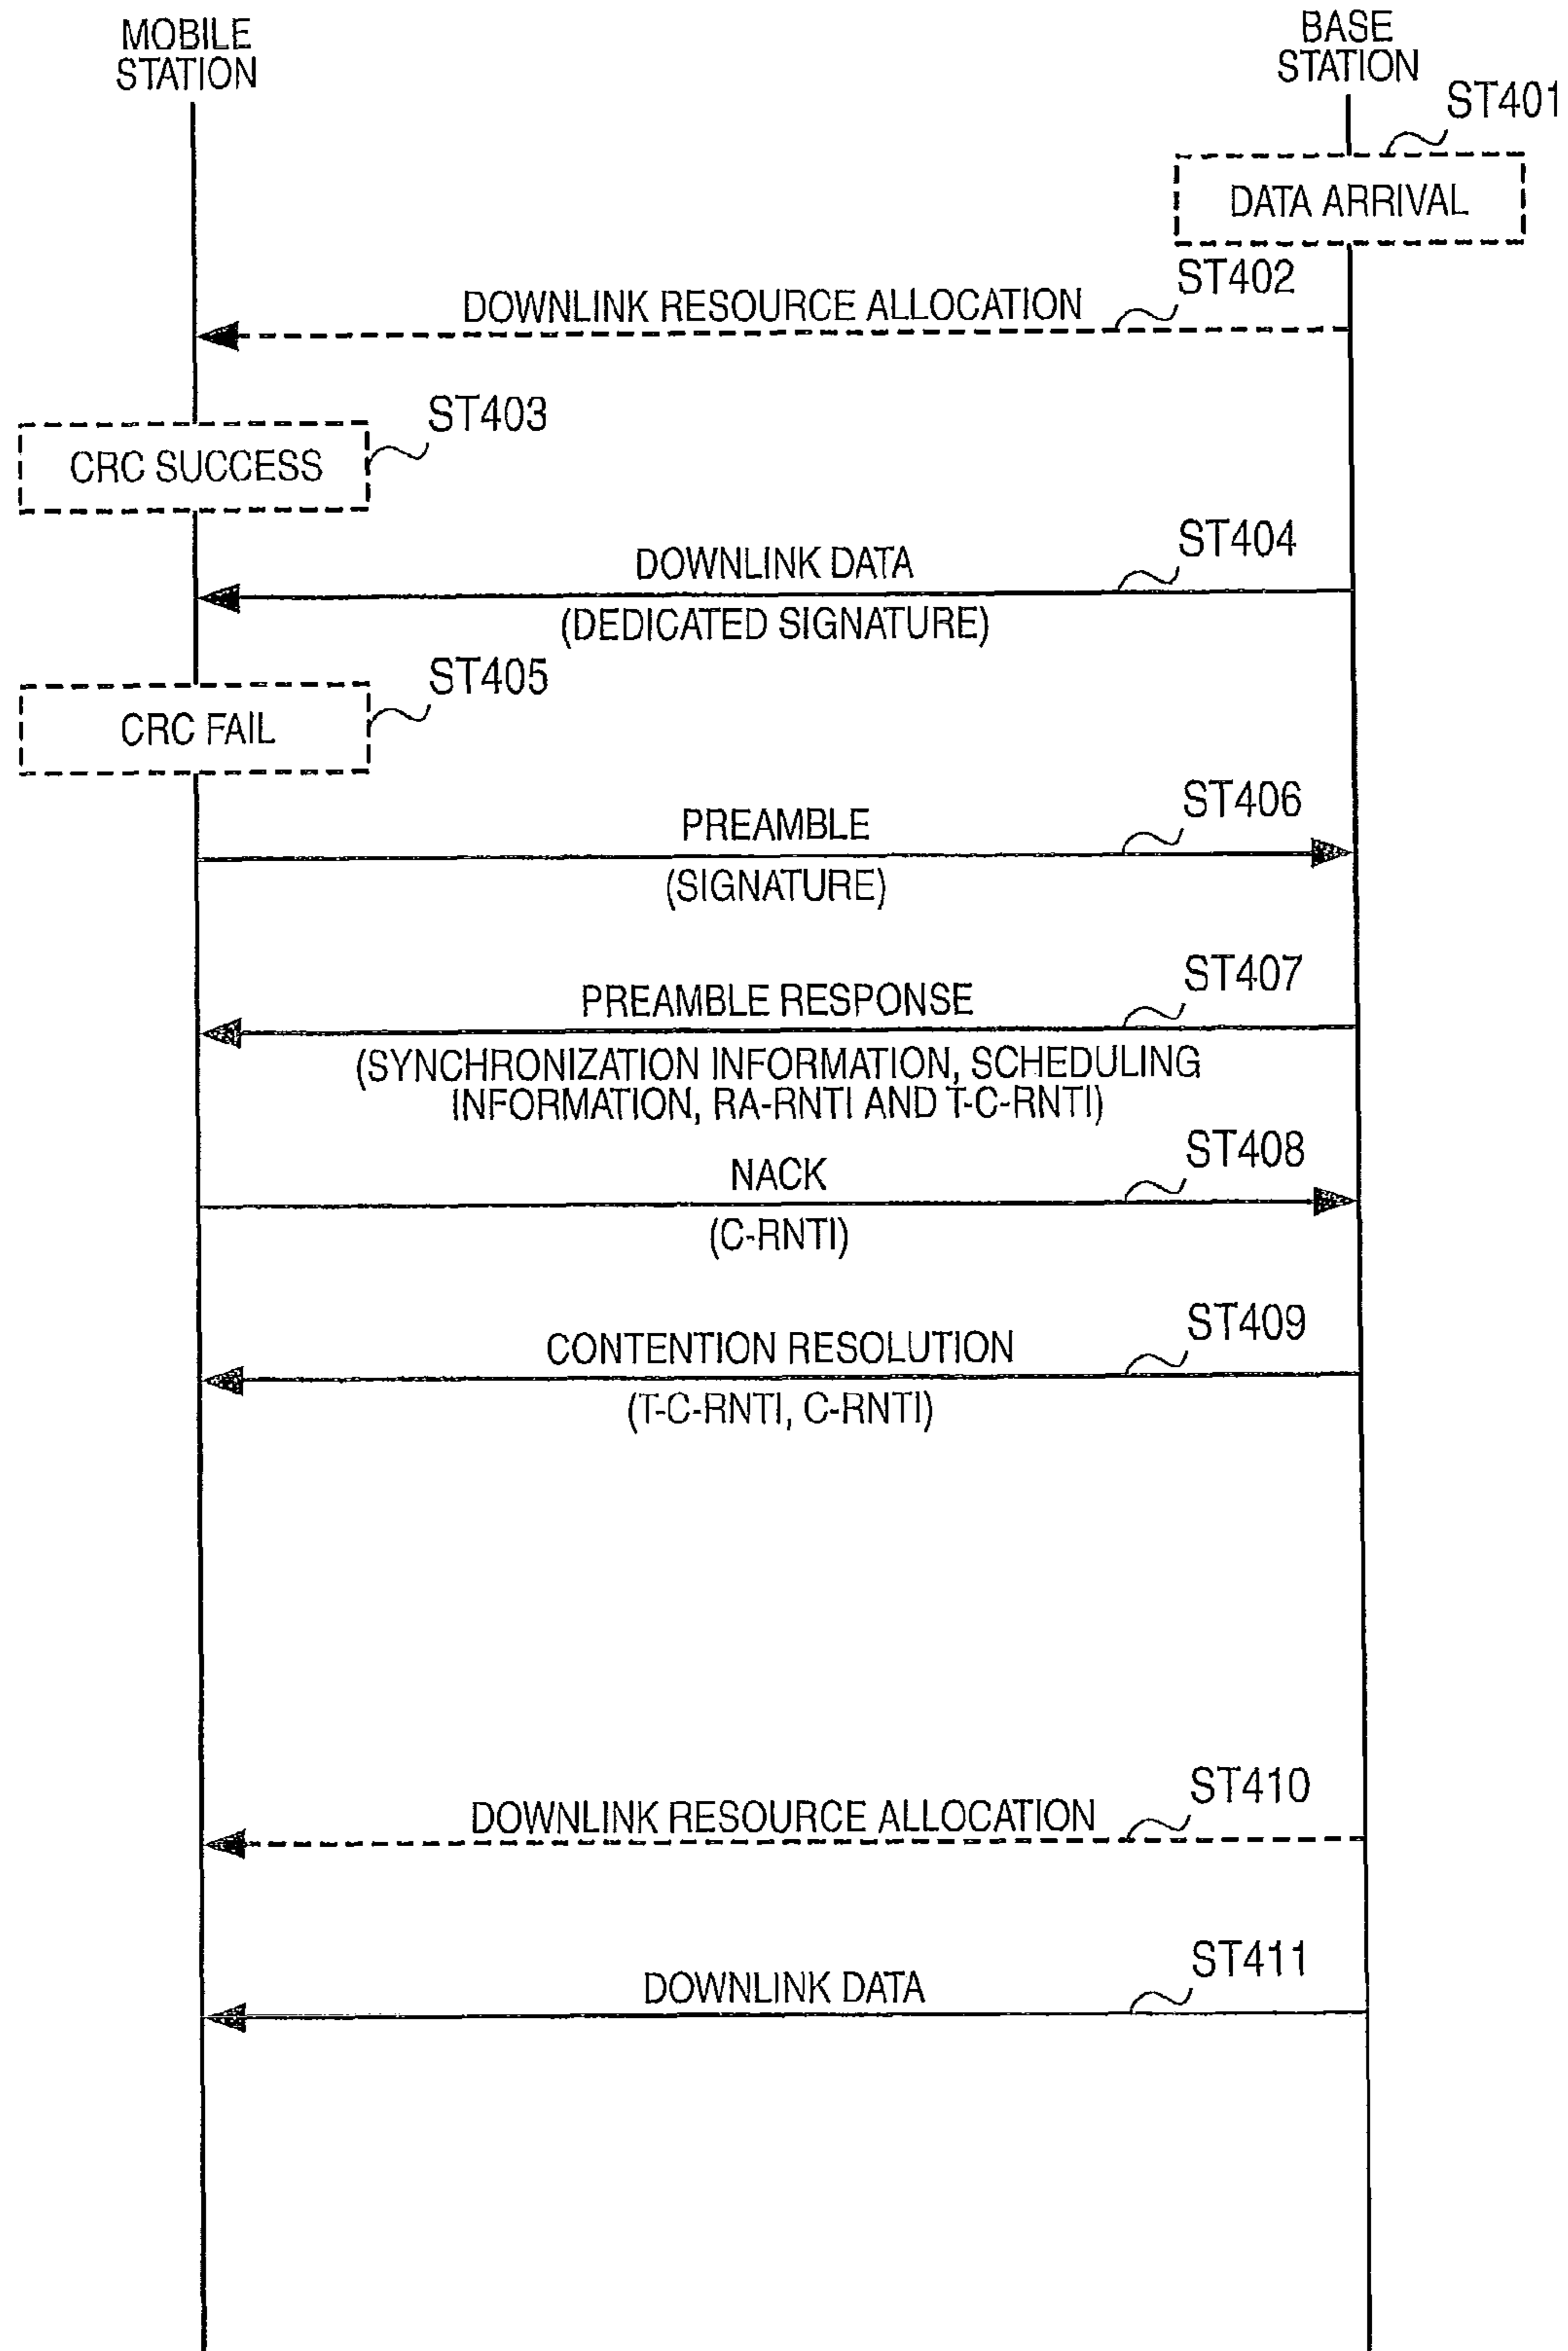 MOBILE
STATION
BASE
STATION
ST401
DATA ARRIVAL
ST402
DOWNLINK RESOURCE ALLOCATION
ST403
CRC SUCCESS
ST404
DOWNLINK DATA
(DEDICATED SIGNATURE)
ST405
CRC FAIL
ST406
PREAMBLE
(SIGNATURE)
ST407
PREAMBLE RESPONSE
(SYNCHRONIZATION INFORMATION, SCHEDULING
INFORMATION, RA-RNTI AND T-C-RNTI)
ST408
NACK
(C-RNTI)
ST409
CONTENTION RESOLUTION
(T-C-RNTI, C-RNTI)
ST410
DOWNLINK RESOURCE ALLOCATION
ST411
DOWNLINK DATA